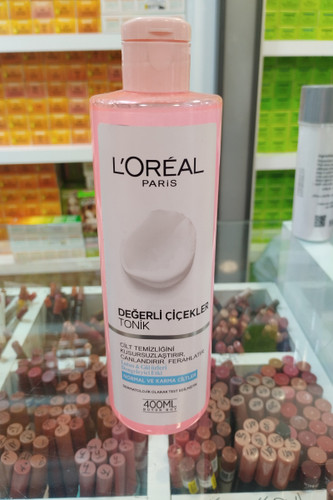 L'ORÉAL
PARIS
DEĞERLİ ÇİÇEKLER
TONİK
CİLT TEMİZLİĞİNİ
KUSURSUZLAŞTIRIR,
CANLANDIRIR, FERAHLATIR
NORMAL VE KARMA CİLTLER
400ML